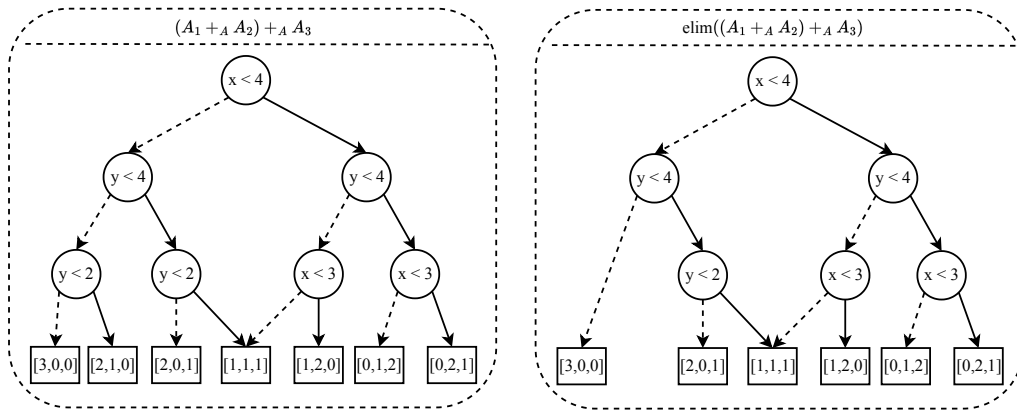 (A1 +A A2) +A A3
x < 4
y < 4
y < 4
y < 2
y < 2
x < 3
x < 3
[3,0,0]
[2,1,0]
[2,0,1]
[1,1,1]
[1,2,0]
[0,1,2]
[0,2,1]
elim((A1 +A A2) +A A3)
x < 4
y < 4
y < 4
y < 2
x < 3
x < 3
[3,0,0]
[2,0,1]
[1,1,1]
[1,2,0]
[0,1,2]
[0,2,1]